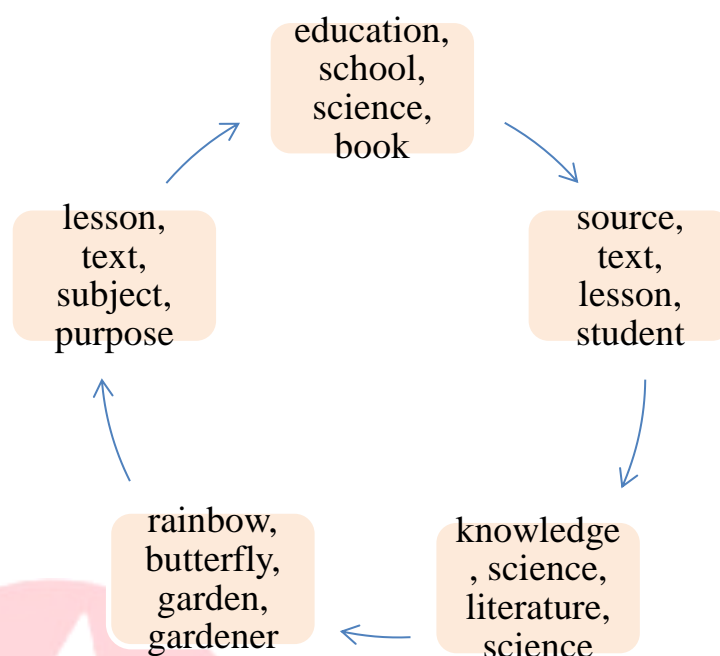 education,
school,
science,
book
source,
text,
lesson,
student
knowledge
, science,
literature,
science
rainbow,
butterfly,
garden,
gardener
lesson,
text,
subject,
purpose